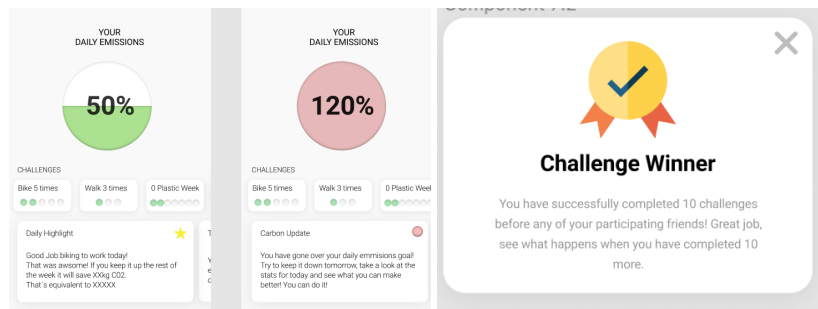 YOUR
DAILY EMISSIONS
50%
CHALLENGES
Bike 5 times
Walk 3 times
0 Plastic Week
Daily Highlight
Good Job biking to work today!
That was awsome! If you keep it up the rest of
the week it will save XXkg C02.
That´s equivalent to XXXXX
YOUR
DAILY EMISSIONS
120%
CHALLENGES
Bike 5 times
Walk 3 times
0 Plastic Weel
Carbon Update
You have gone over your daily emmisions goal!
Try to keep it down tomorrow, take a look at the
stats for today and see what you can make
better! You can do it!
Component 7.2
Challenge Winner
You have successfully completed 10 challenges
before any of your participating friends! Great job,
see what happens when you have completed 10
more.